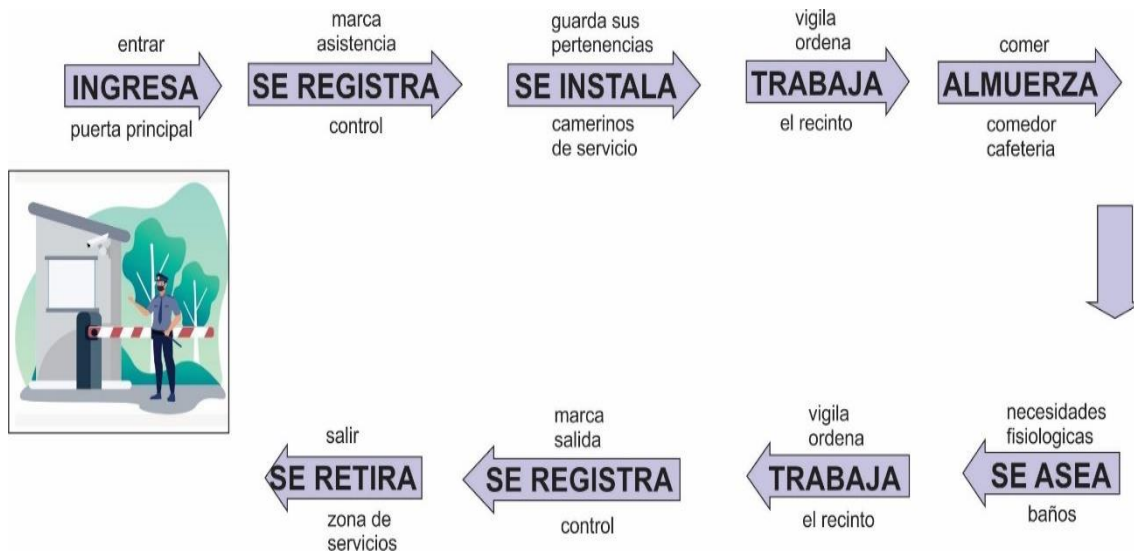 entrar
INGRESA
puerta principal
marca
asistencia
SE REGISTRA
control
guarda sus
pertenencias
SE INSTALA
camerinos
de servicio
vigila
ordena
TRABAJA
el recinto
comer
ALMUERZA
comedor
cafeteria
necesidades
fisiologicas
SE ASEA
baños
vigila
ordena
TRABAJA
el recinto
marca
salida
SE REGISTRA
control
salir
SE RETIRA
zona de
servicios